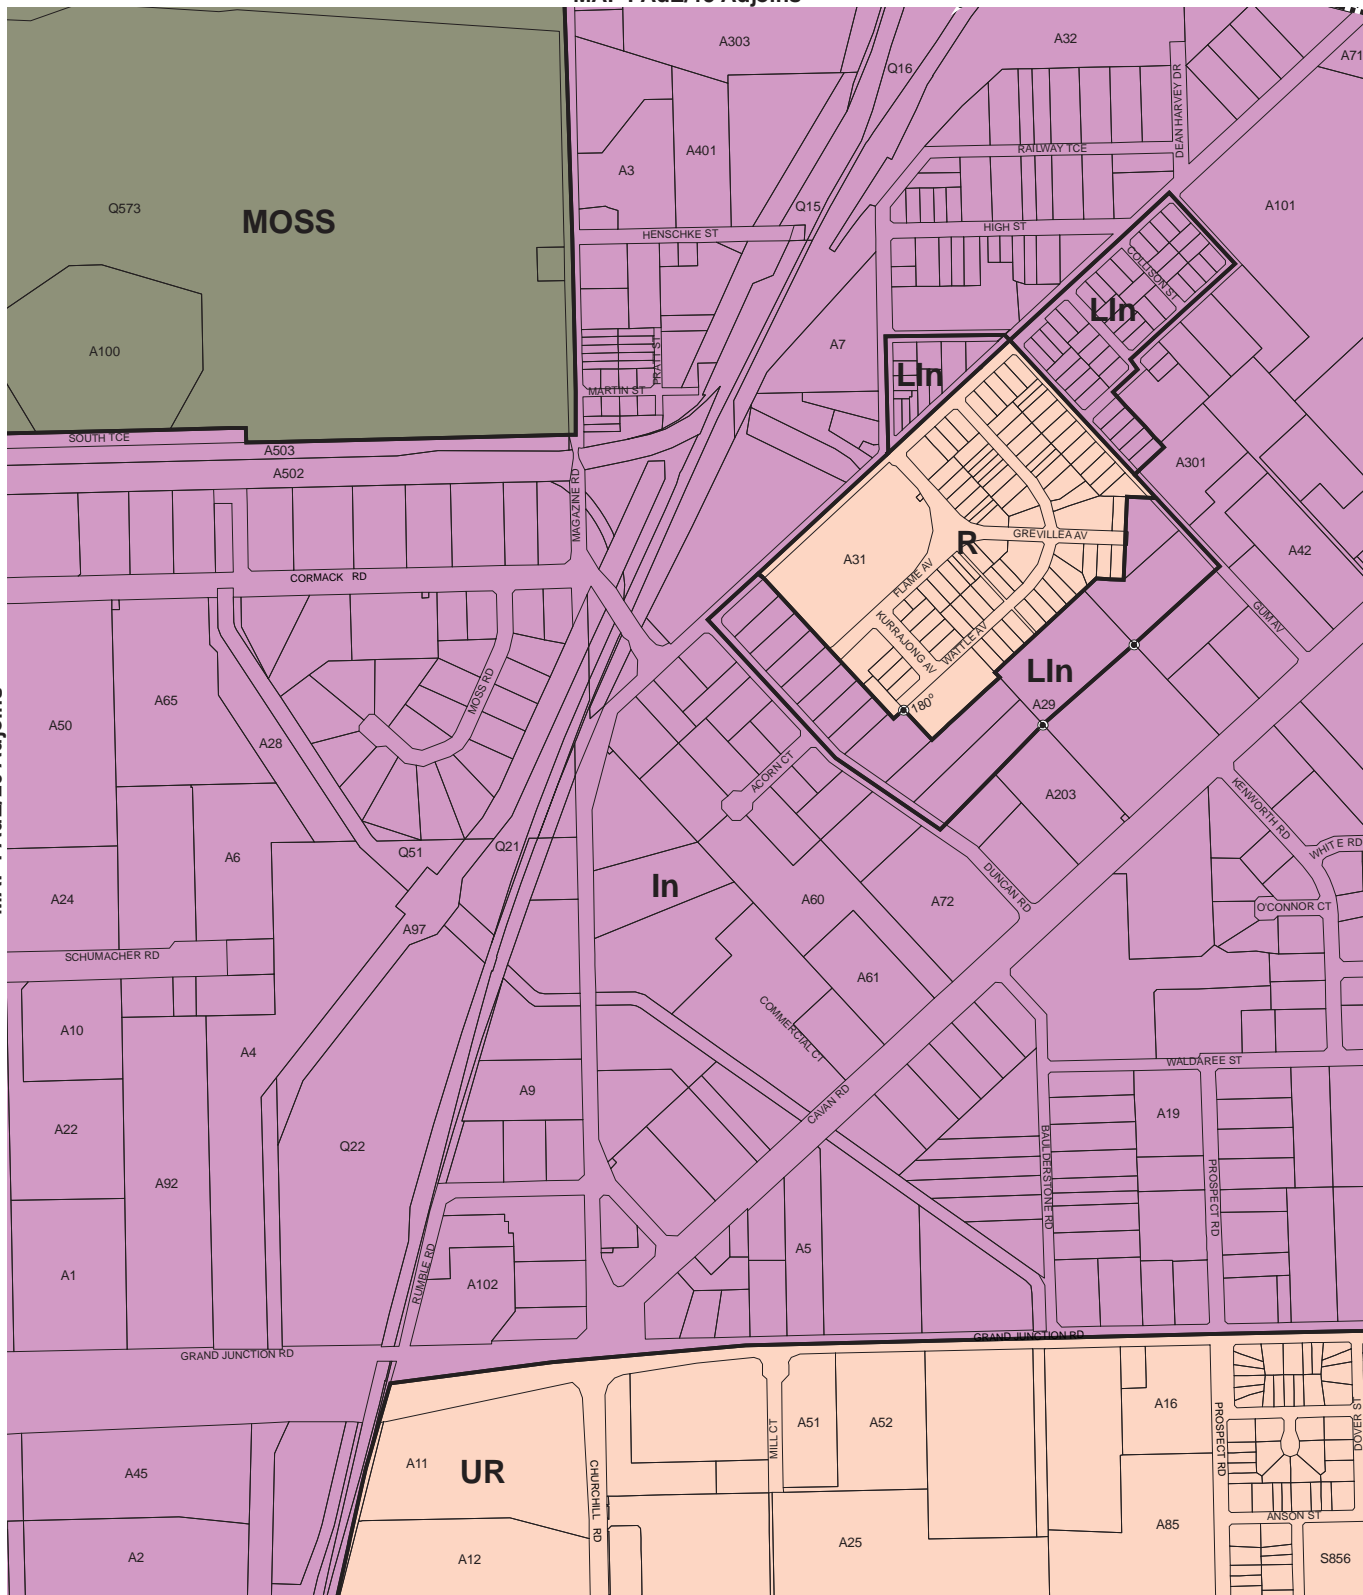 A303
A32
A71
Q16
DEAN HARVEY DR
A401
RAILWAY TCE
A3
Q573
MOSS
Q15
A101
HENSCHKE ST
HIGH ST
COLLISON ST
LIn
A7
A100
PRATT ST
LIn
MARTIN ST
SOUTH TCE
A503
A502
A301
MAGAZINE RD
GREVILLEA AV
R
A42
A31
CORMACK RD
FLAME AV
GUM AV
KURRAJONG AV
WATTLE AV
LIn
MOSS RD
A65
A50
A28
180°
A29
ACORN CT
A203
KENWORTH RD
WHITE RD
Q51
Q21
A6
DUNCAN RD
In
A24
A60
A72
O'CONNOR CT
A97
SCHUMACHER RD
A61
A10
COMMERCIAL CT
A4
WALDAREE ST
A9
CAVAN RD
A19
A22
Q22
BAULDERSTONE RD
A92
PROSPECT RD
A5
A1
RUMBLE RD
A102
GRAND JUNCTION RD
GRAND JUNCTION RD
A16
A51
A52
MILL CT
PROSPECT RD
DOVER ST
A11
UR
A45
CHURCHILL RD
ANSON ST
A85
A25
A2
A12
S856